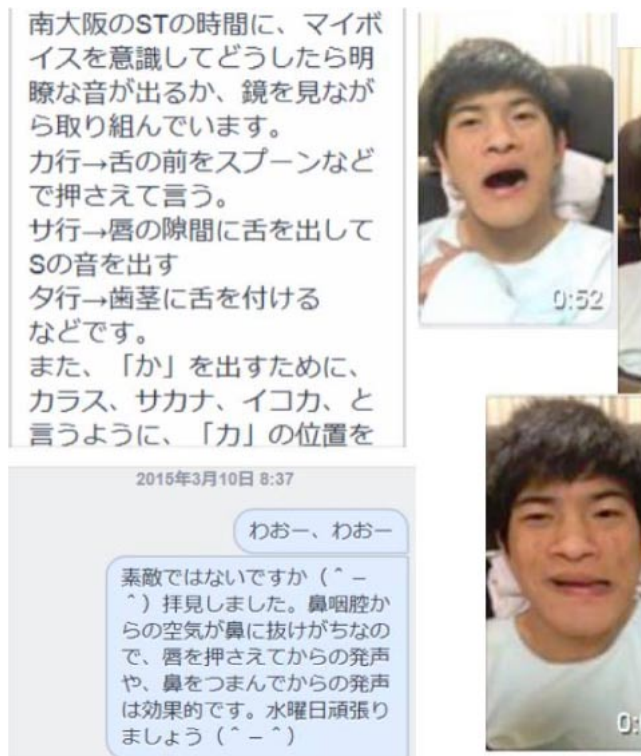 南大阪のSTの時間に、マイボ
イスを意識してどうしたら明
瞭な音が出るか、鏡を見なが
ら取り組んでいます。
カ行→舌の前をスプーンなど
で押さえて言う。
サ行→唇の隙間に舌を出して
Sの音を出す
タ行→歯茎に舌を付ける
などです。
また、「か」を出すために、
カラス、サカナ、イコカ、と
言うように、「カ」の位置を
0:52
2015年3月10日 8:37
わおー、わおー
素敵ではないですか（＾－
＾）拝見しました。鼻咽腔か
らの空気が鼻に抜けがちなの
で、唇を押さえてからの発声
や、鼻をつまんでからの発声
は効果的です。水曜日頑張り
ましょう（＾－＾）